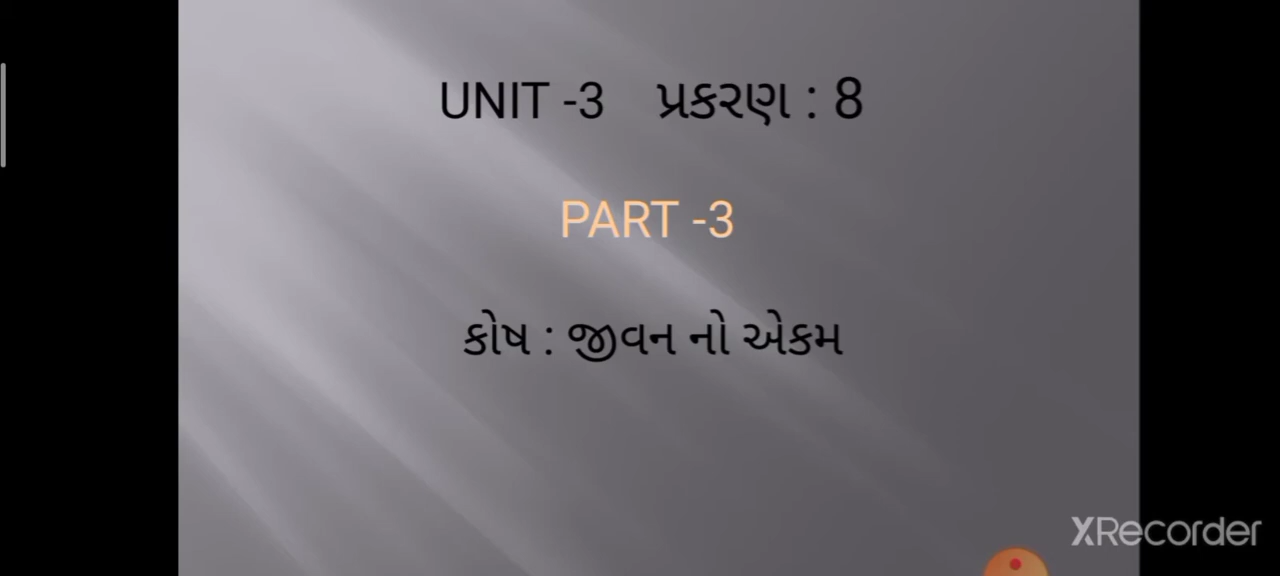 UNIT -3 પ્રકરણ : 8
PART -3
કોષ : જીવન નો એકમ
XRecorder